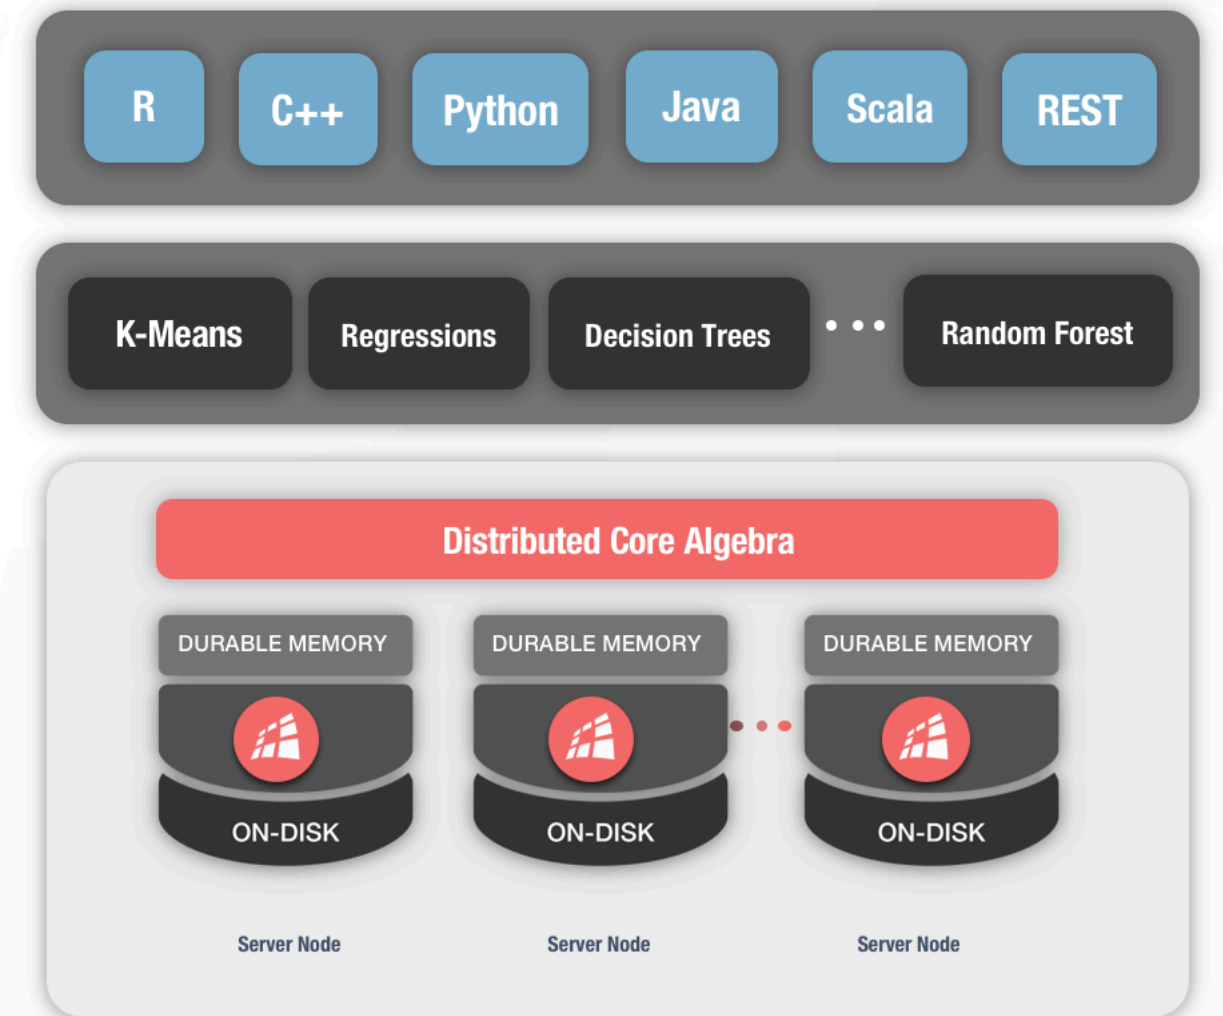 R
C++
Python
Java
Scala
REST
K-Means
Regressions
Decision Trees
Random Forest
Distributed Core Algebra
DURABLE MEMORY
DURABLE MEMORY
DURABLE MEMORY
ON-DISK
ON-DISK
ON-DISK
Server Node
Server Node
Server Node